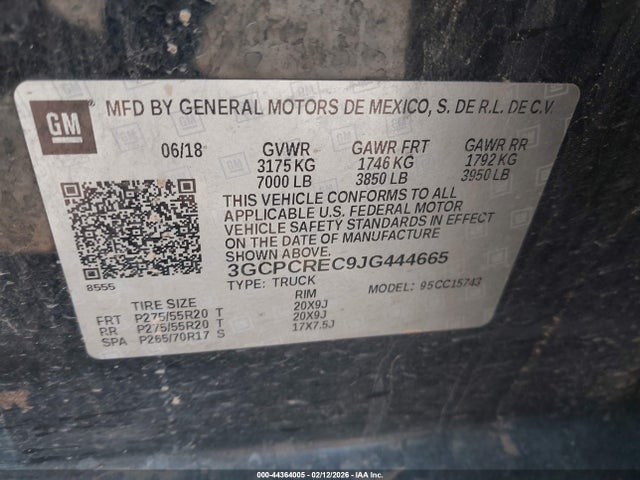 GM ® MFD BY GENERAL MOTORS DE MEXICO, S. DE R.L. DE C.V.
06/18 GVWR GAWR FRT GAWR RR
3175 KG 1746 KG 1792 KG
7000 LB 3850 LB 3950 LB
THIS VEHICLE CONFORMS TO ALL
APPLICABLE U.S. FEDERAL MOTOR
VEHICLE SAFETY STANDARDS IN EFFECT
ON THE DATE OF MANUFACTURE
SHOWN ABOVE.
8555
3GCPCREC9JG444665
TYPE: TRUCK MODEL: 95CC15743
TIRE SIZE RIM
FRT P275/55R20 T 20X9J
RR P275/55R20 T 20X9J
SPA P265/70R17 S 17X7.5J
000-44364005 - 02/12/2026 - IAA Inc.